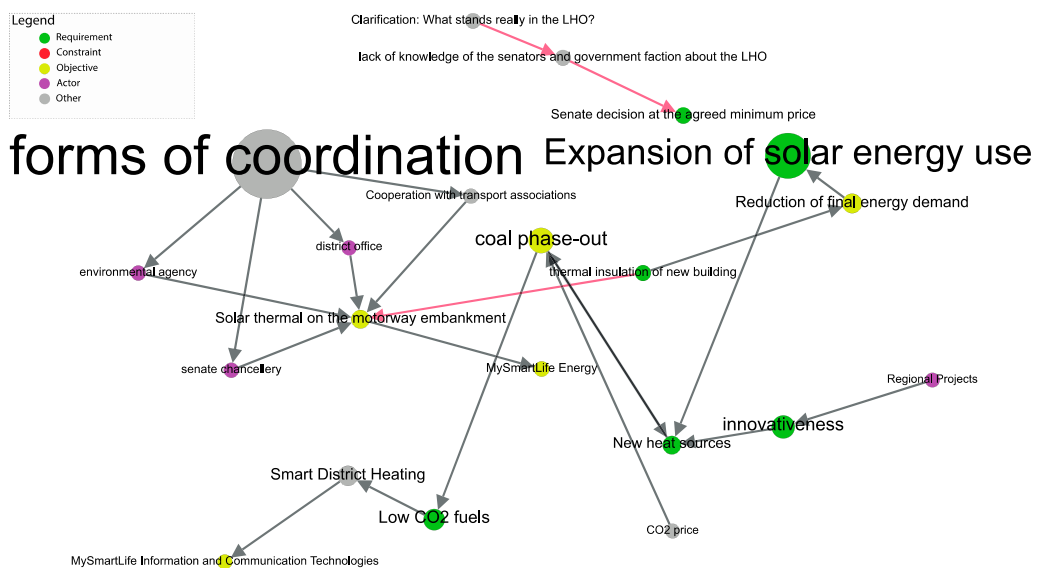 Legend
Requirement
Constraint
Objective
Actor
Other
Clarification: What stands really in the LHO?
lack of knowledge of the senators and government faction about the LHO
Senate decision at the agreed minimum price
forms of coordination
Expansion of solar energy use
Cooperation with transport associations
Reduction of final energy demand
district office
coal phase-out
environmental agency
thermal insulation of new building
Solar thermal on the motorway embankment
senate chancellery
MySmartLife Energy
Regional Projects
innovativeness
New heat sources
Smart District Heating
Low CO2 fuels
CO2 price
MySmartLife Information and Communication Technologies